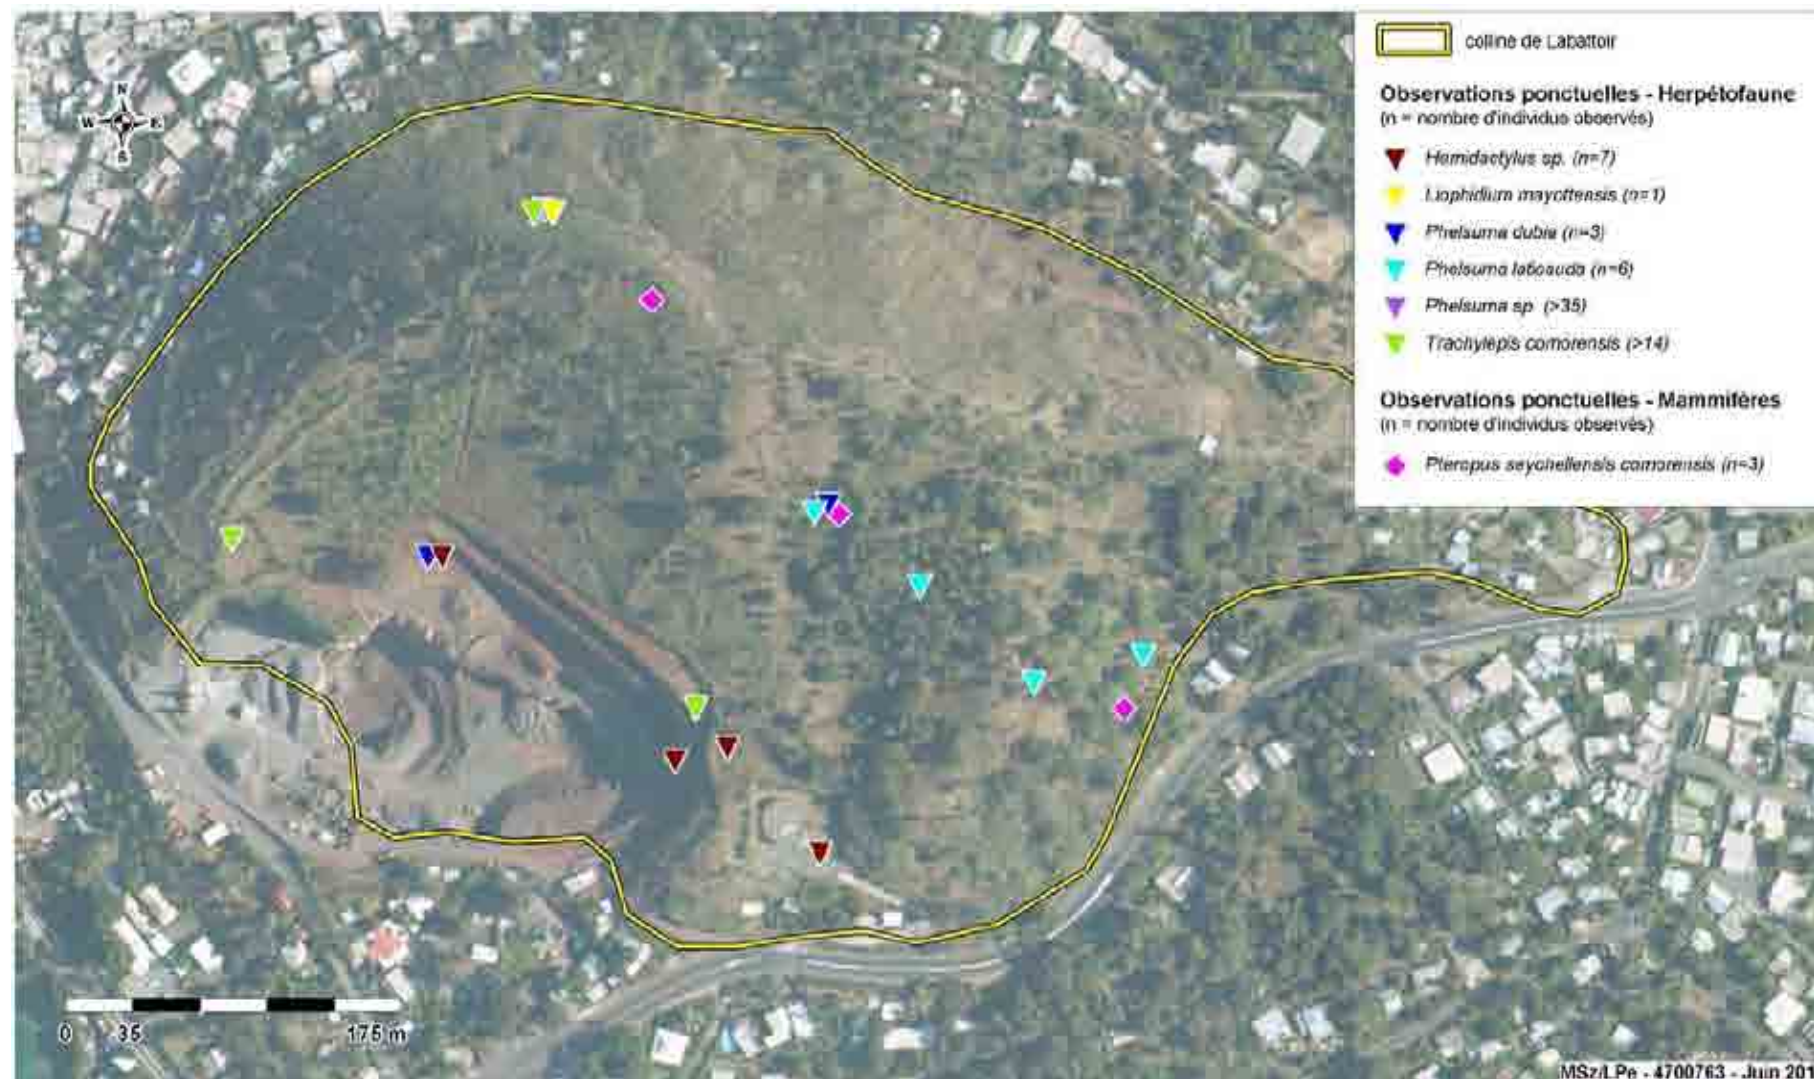 N
W E
S
colline de Labattoir
Observations ponctuelles - Herpétofaune
(n = nombre d'individus observés)
Hemidactylus sp. (n=7)
Liophidium mayottensis (n=1)
Phelsuma dubia (n=3)
Phelsuma laticauda (n=6)
Phelsuma sp. (>35)
Trachylepis comorensis (>14)
Observations ponctuelles - Mammifères
(n = nombre d'individus observés)
Pteropus seychellensis comorensis (n=3)
0 35 175 m
MSz/LPe - 4700763 - Juin 201